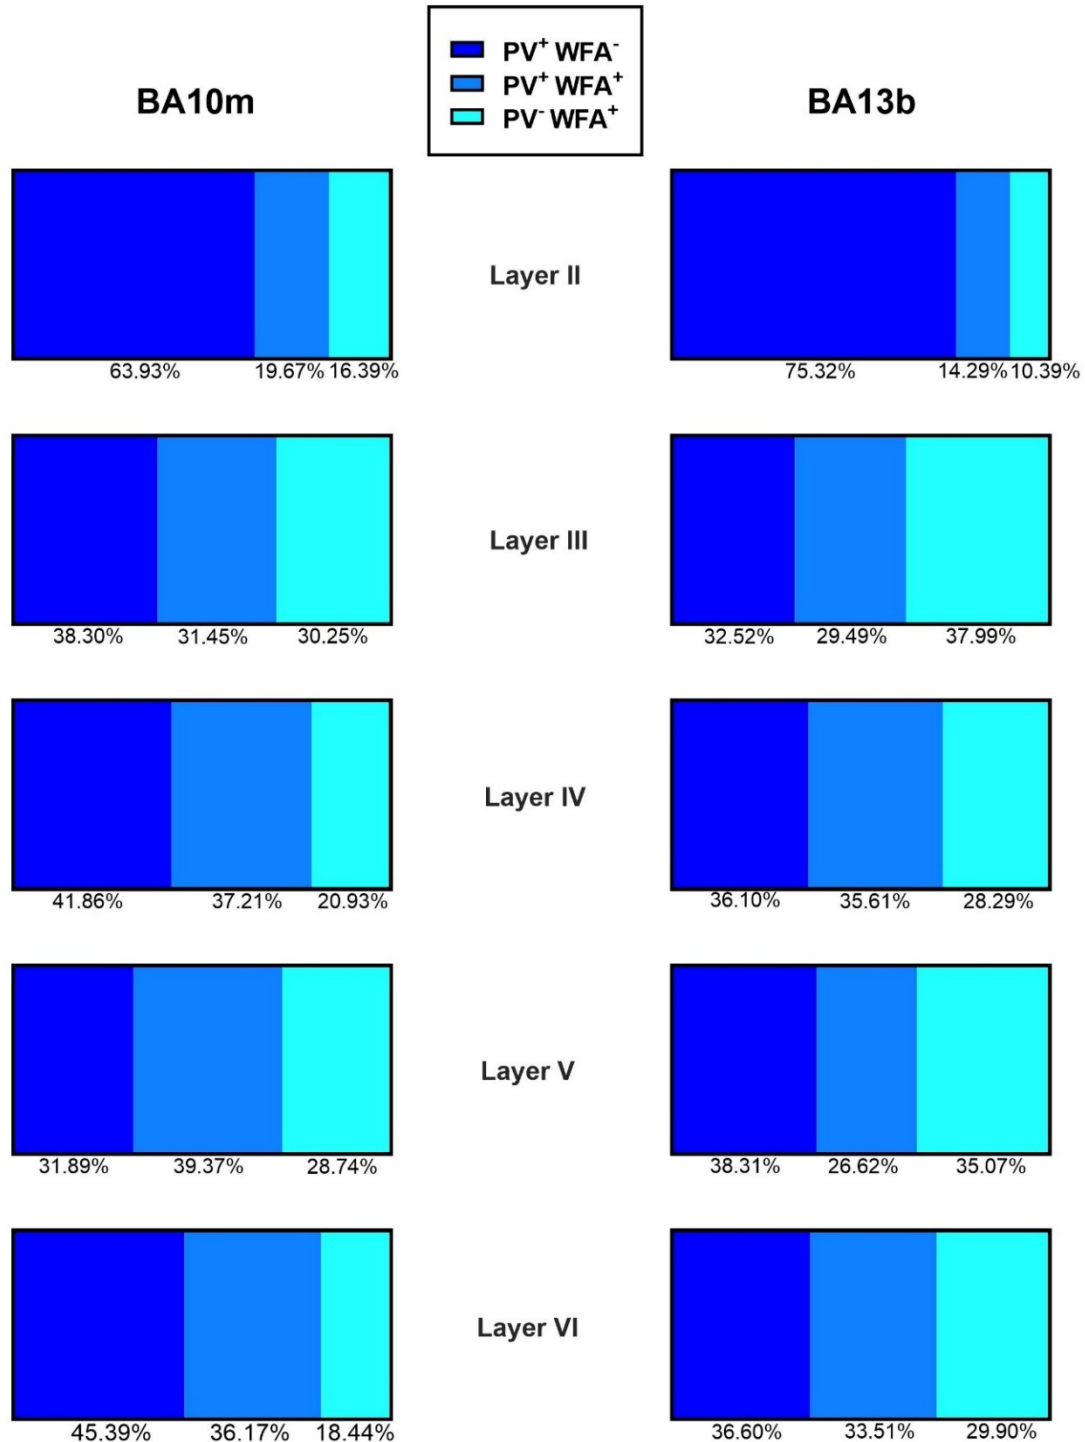 PV⁺ WFA⁻
PV⁺ WFA⁺
PV⁻ WFA⁺
BA10m
BA13b
Layer II
63.93% 19.67% 16.39%
75.32% 14.29% 10.39%
Layer III
38.30% 31.45% 30.25%
32.52% 29.49% 37.99%
Layer IV
41.86% 37.21% 20.93%
36.10% 35.61% 28.29%
Layer V
31.89% 39.37% 28.74%
38.31% 26.62% 35.07%
Layer VI
45.39% 36.17% 18.44%
36.60% 33.51% 29.90%